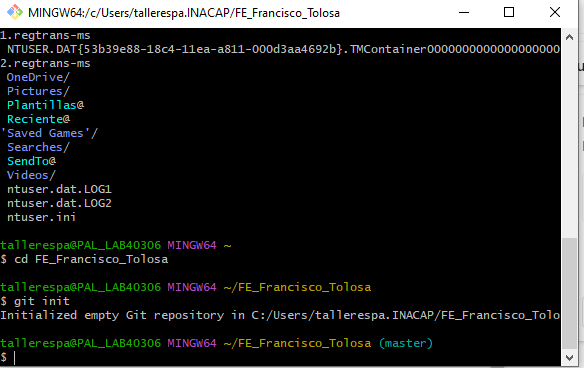 MINGW64:/c/Users/tallerespa.INACAP/FE_Francisco_Tolosa
1.regtrans-ms
NTUSER.DAT{53b39e88-18c4-11ea-a811-000d3aa4692b}.TMContainer00000000000000000000
2.regtrans-ms
OneDrive/
Pictures/
Plantillas@
Reciente@
'Saved Games'/
Searches/
SendTo@
Videos/
ntuser.dat.LOG1
ntuser.dat.LOG2
ntuser.ini
tallerespa@PAL_LAB40306 MINGW64 ~
$ cd FE_Francisco_Tolosa
tallerespa@PAL_LAB40306 MINGW64 ~/FE_Francisco_Tolosa
$ git init
Initialized empty Git repository in C:/Users/tallerespa.INACAP/FE_Francisco_Tolo
tallerespa@PAL_LAB40306 MINGW64 ~/FE_Francisco_Tolosa (master)
$